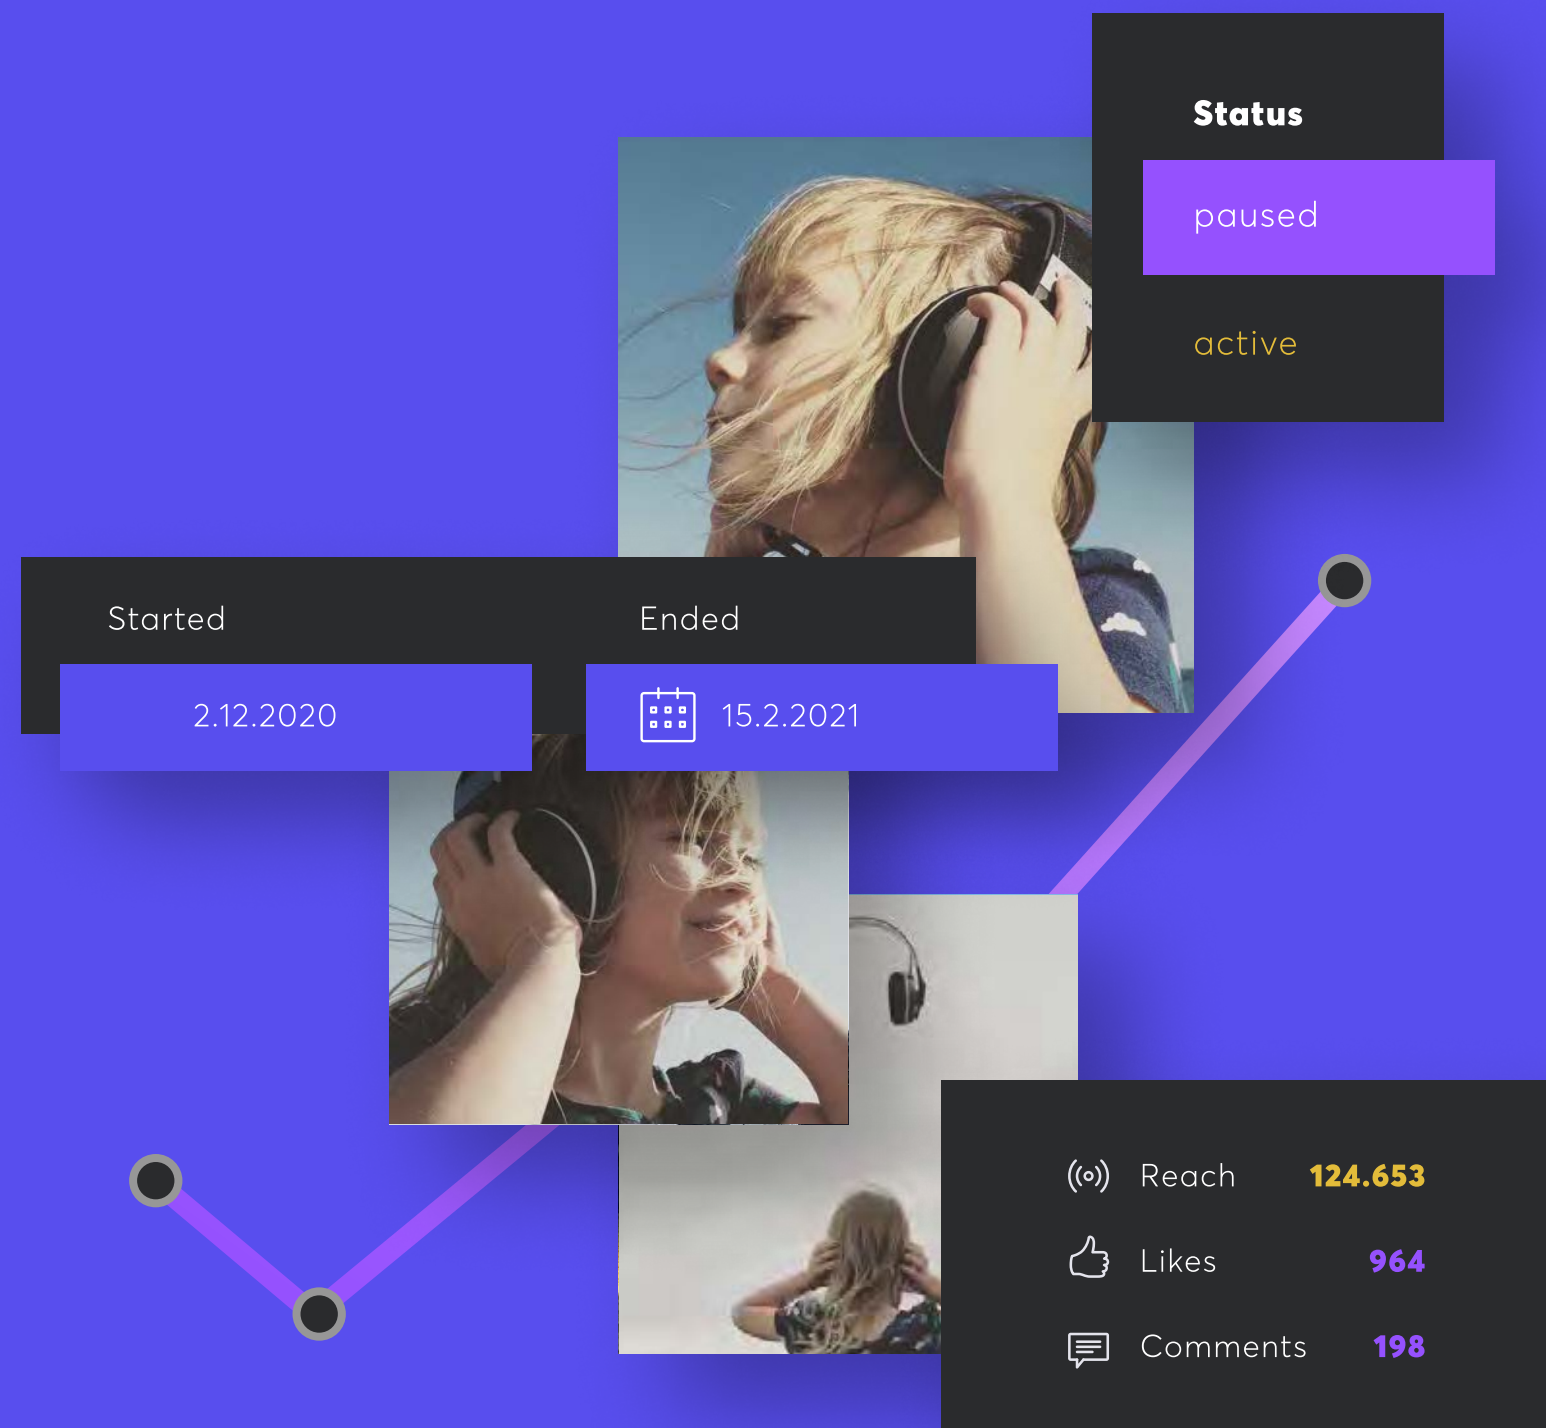 Status
paused
active
Started
Ended
2.12.2020
15.2.2021
Reach 124.653
Likes 964
Comments 198